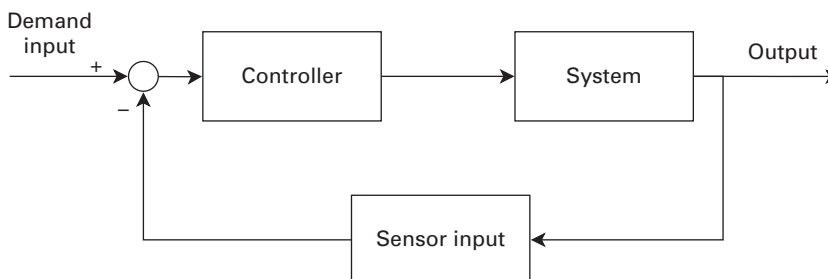 Demand
input
+
−
Controller
System
Output
Sensor input